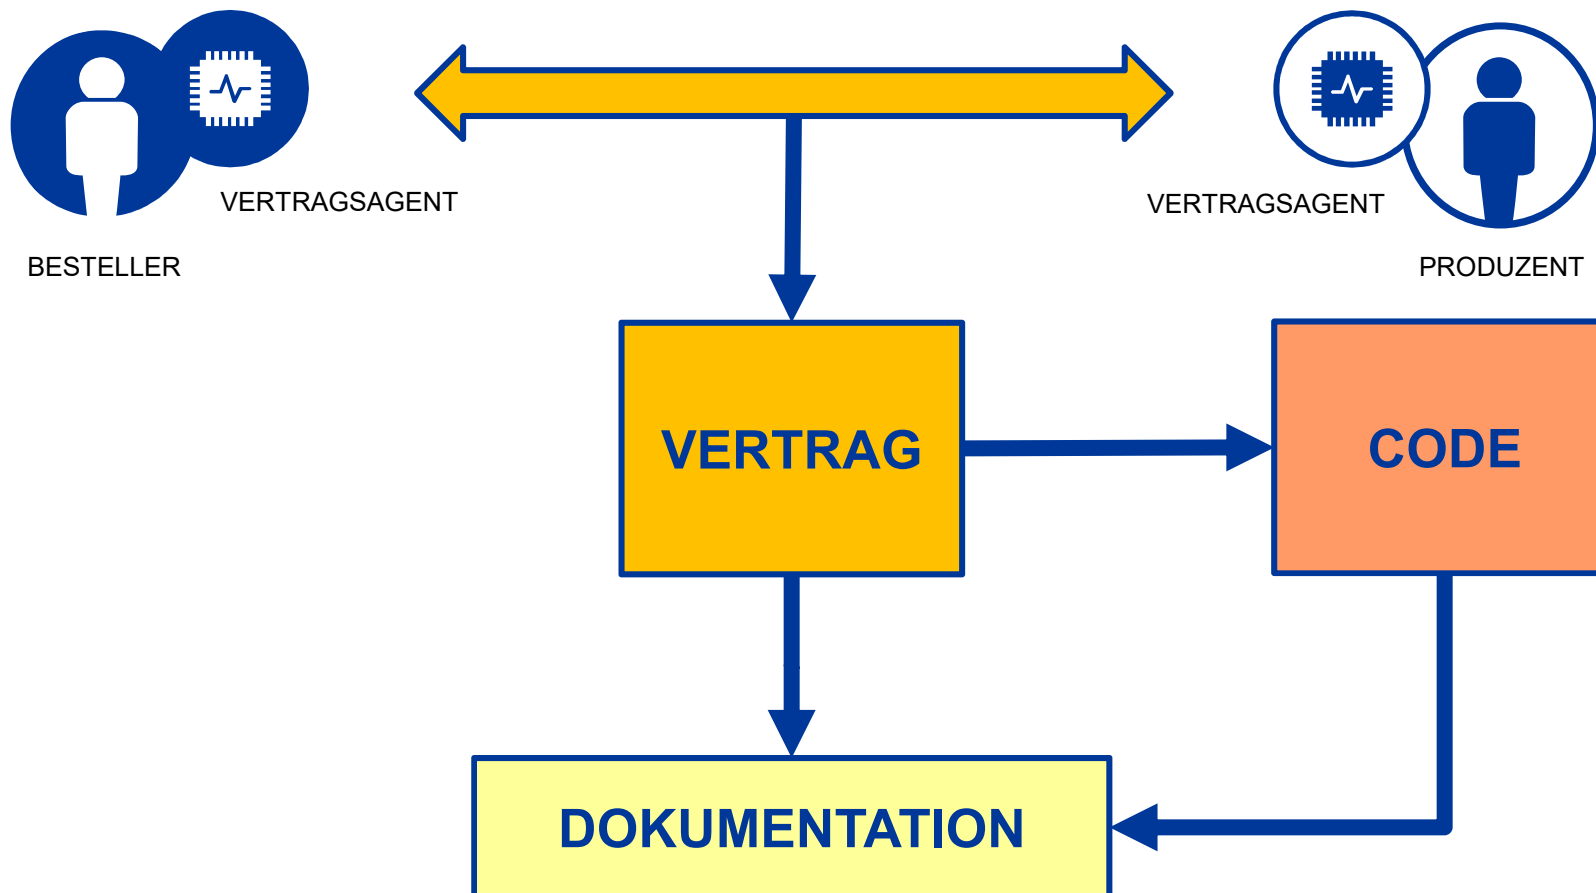 VERTRAGSAGENT
VERTRAGSAGENT
BESTELLER
PRODUZENT
VERTRAG
CODE
DOKUMENTATION